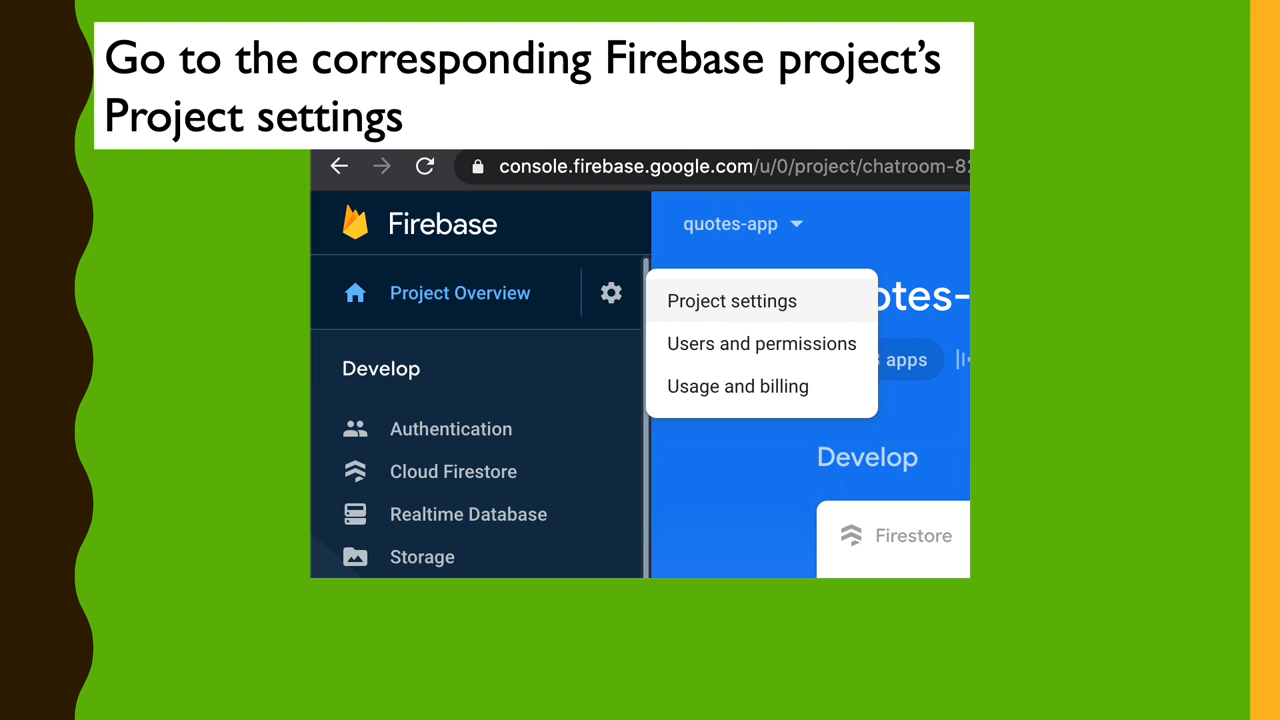 Go to the corresponding Firebase project’s
Project settings
console.firebase.google.com/u/0/project/chatroom-82
Firebase
quotes-app
Project Overview
Project settings
otes-
Users and permissions
apps
Usage and billing
Develop
Authentication
Cloud Firestore
Develop
Realtime Database
Firestore
Storage